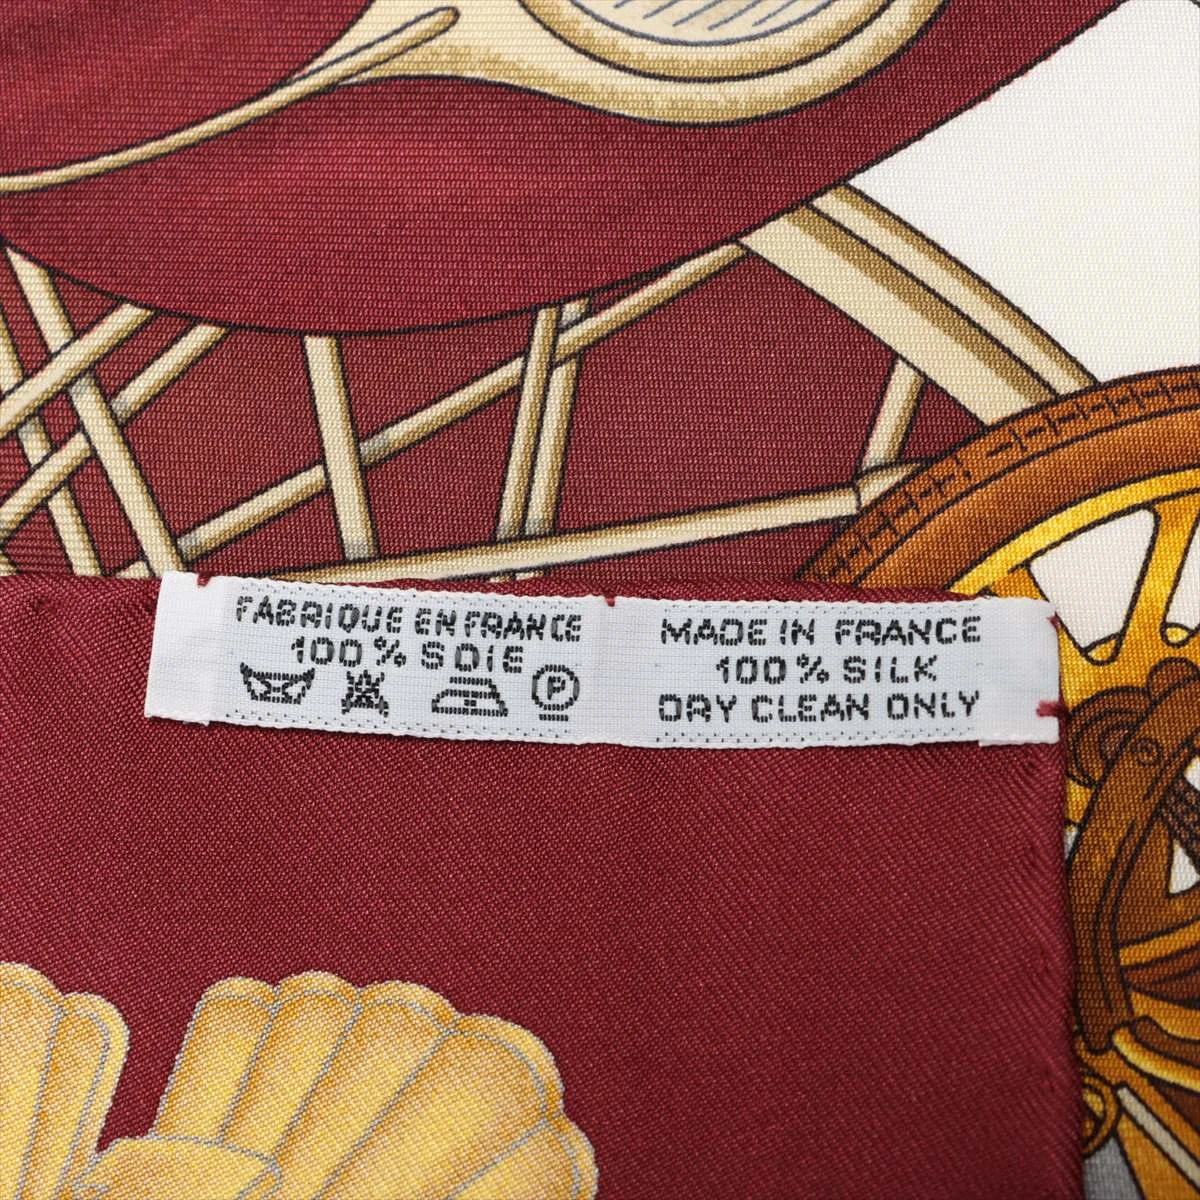 FABRIQUE EN FRANCE
100% SOIE
P
MADE IN FRANCE
100% SILK
DRY CLEAN ONLY